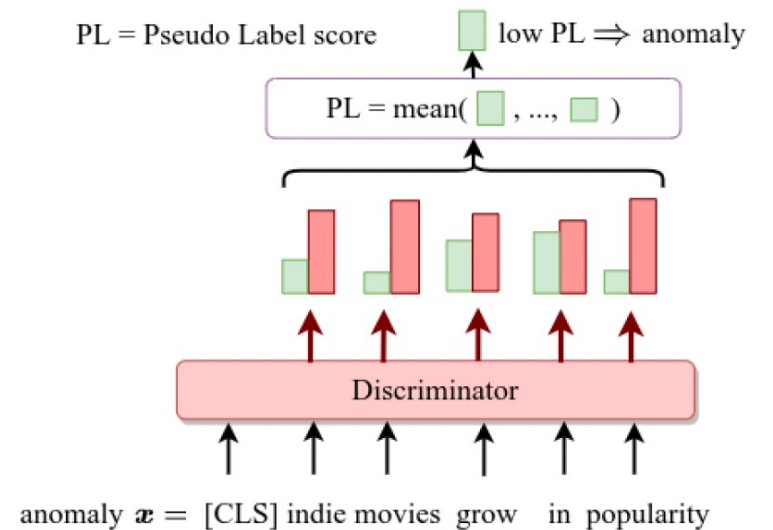 PL = Pseudo Label score
low PL ⇒ anomaly
PL = mean( , ..., )
Discriminator
anomaly x = [CLS] indie movies grow in popularity